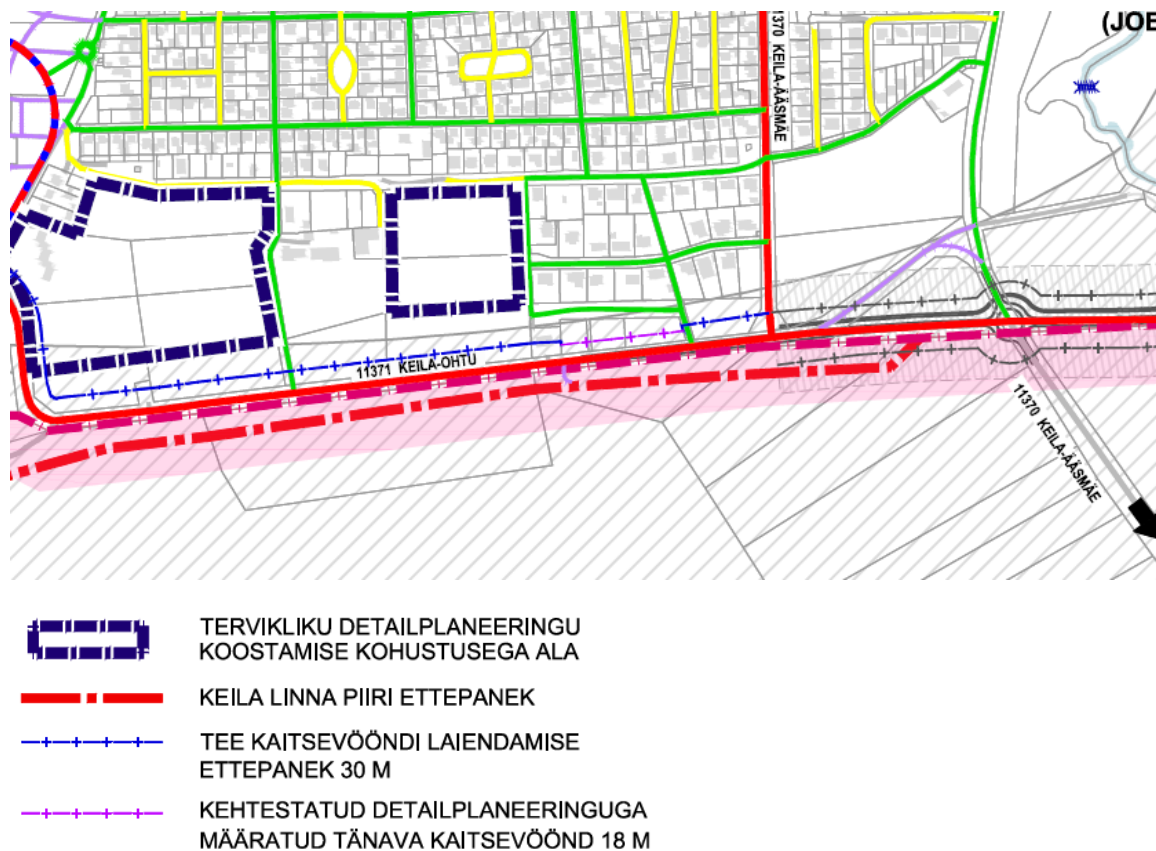 (JOE
11370 KEILA-ÄÄSMÄE
11371 KEILA-OHTU
11370 KEILA-ÄÄSMÄE
TERVIKLIKU DETAILPLANEERINGU
KOOSTAMISE KOHUSTUSEGA ALA
KEILA LINNA PIIRI ETTEPANEK
TEE KAITSEVÖÖNDI LAIENDAMISE
ETTEPANEK 30 M
KEHTESTATUD DETAILPLANEERINGUGA
MÄÄRATUD TÄNAVA KAITSEVÖÖND 18 M